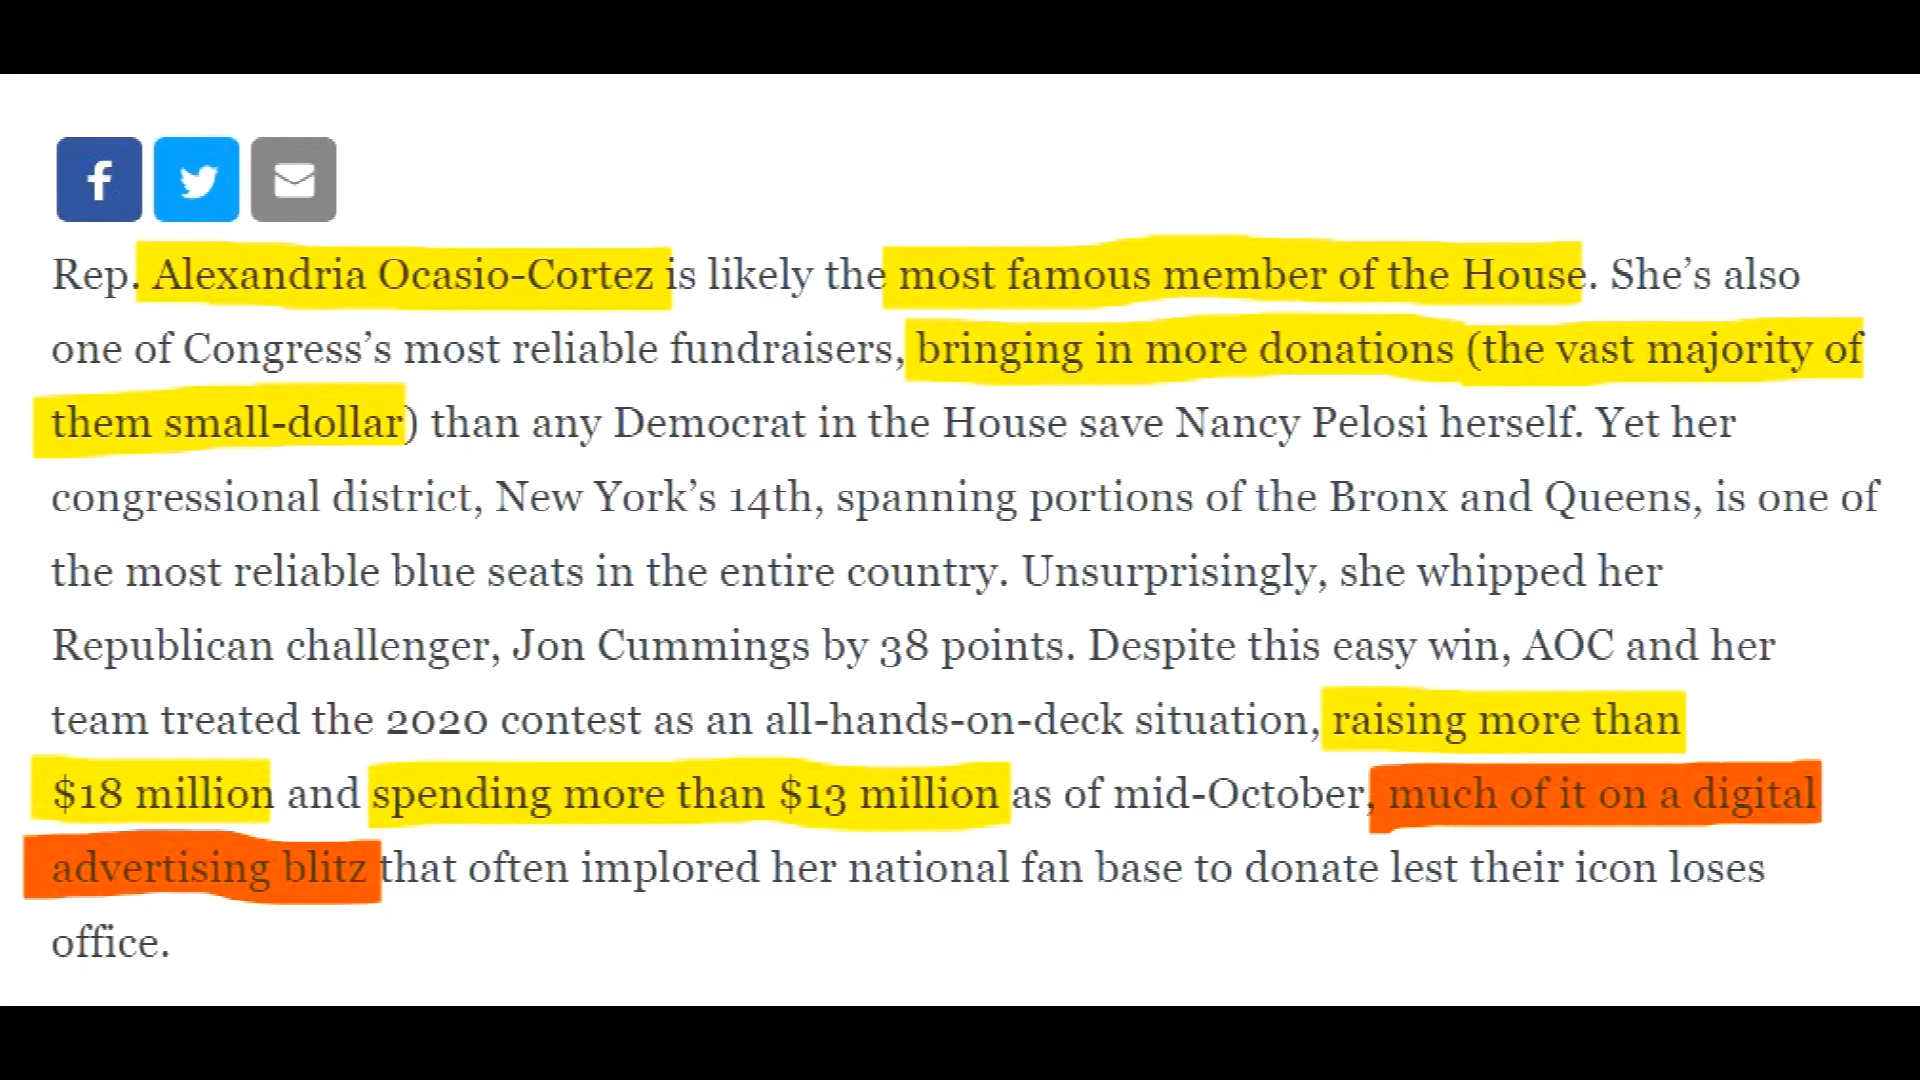 Rep. Alexandria Ocasio-Cortez is likely the most famous member of the House. She’s also
one of Congress’s most reliable fundraisers, bringing in more donations (the vast majority of
them small-dollar) than any Democrat in the House save Nancy Pelosi herself. Yet her
congressional district, New York’s 14th, spanning portions of the Bronx and Queens, is one of
the most reliable blue seats in the entire country. Unsurprisingly, she whipped her
Republican challenger, Jon Cummings by 38 points. Despite this easy win, AOC and her
team treated the 2020 contest as an all-hands-on-deck situation, raising more than
$18 million and spending more than $13 million as of mid-October, much of it on a digital
advertising blitz that often implored her national fan base to donate lest their icon loses
office.